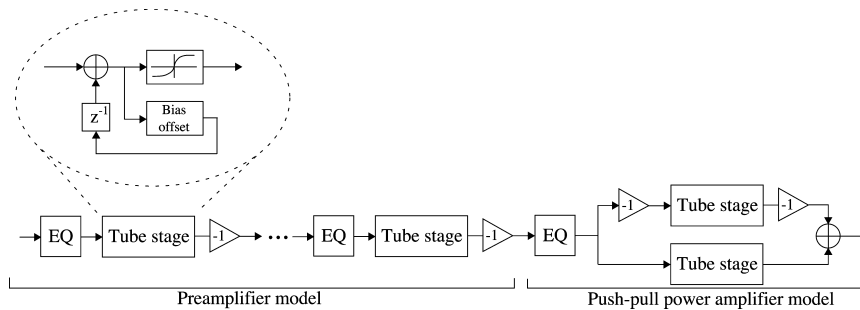 z-1
Bias
offset
EQ
Tube stage
-1
EQ
Tube stage
-1
EQ
-1
Tube stage
-1
Tube stage
Preamplifier model
Push-pull power amplifier model